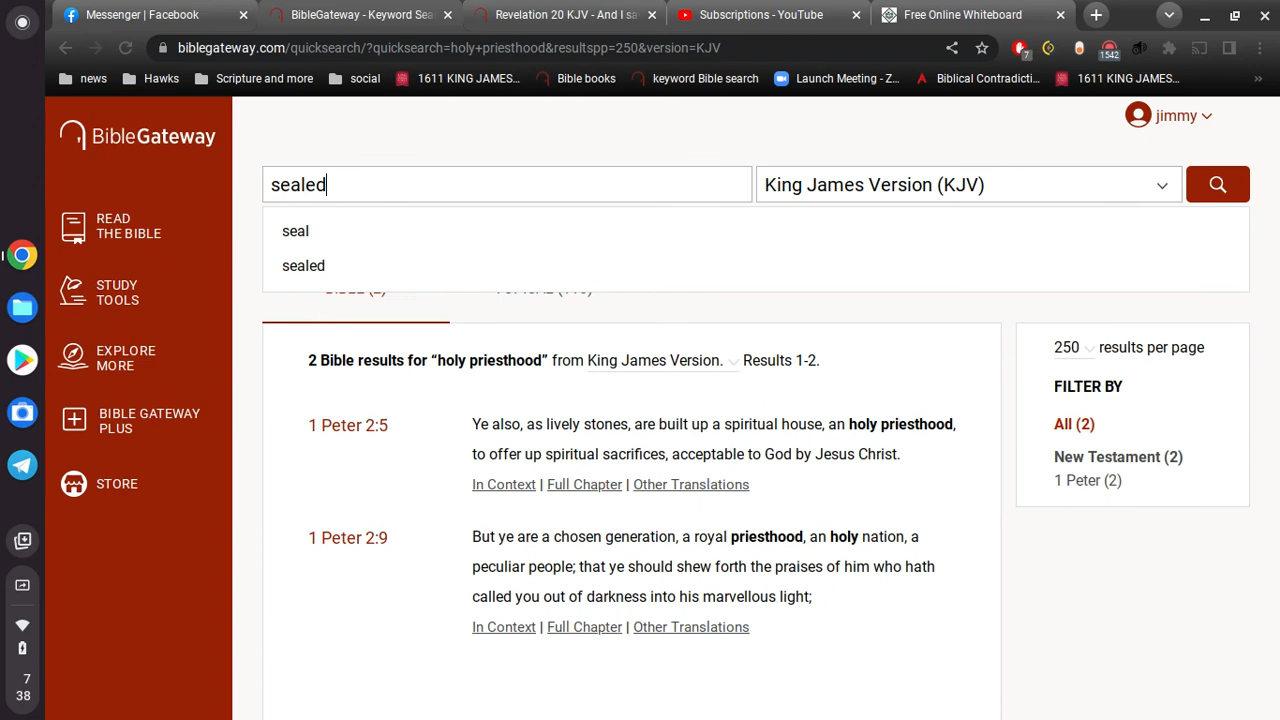 Messenger | Facebook
BibleGateway - Keyword Sea
Revelation 20 KJV - And I sa
Subscriptions - YouTube
Free Online Whiteboard
biblegateway.com/quicksearch/?quicksearch=holy+priesthood&resultspp=250&version=KJV
7
1542
news
Hawks
Scripture and more
social
1611 KING JAMES...
Bible books
keyword Bible search
Launch Meeting - Z...
Biblical Contradicti...
1611 KING JAMES...
»
BibleGateway
jimmy
sealed
King James Version (KJV)
seal
sealed
READ
THE BIBLE
STUDY
TOOLS
EXPLORE
MORE
BIBLE GATEWAY
PLUS
STORE
BIBLE (2)
2 Bible results for “holy priesthood” from King James Version. Results 1-2.
1 Peter 2:5
Ye also, as lively stones, are built up a spiritual house, an holy priesthood,
to offer up spiritual sacrifices, acceptable to God by Jesus Christ.
In Context | Full Chapter | Other Translations
1 Peter 2:9
But ye are a chosen generation, a royal priesthood, an holy nation, a
peculiar people; that ye should shew forth the praises of him who hath
called you out of darkness into his marvellous light;
In Context | Full Chapter | Other Translations
250 results per page
FILTER BY
All (2)
New Testament (2)
1 Peter (2)
7
38